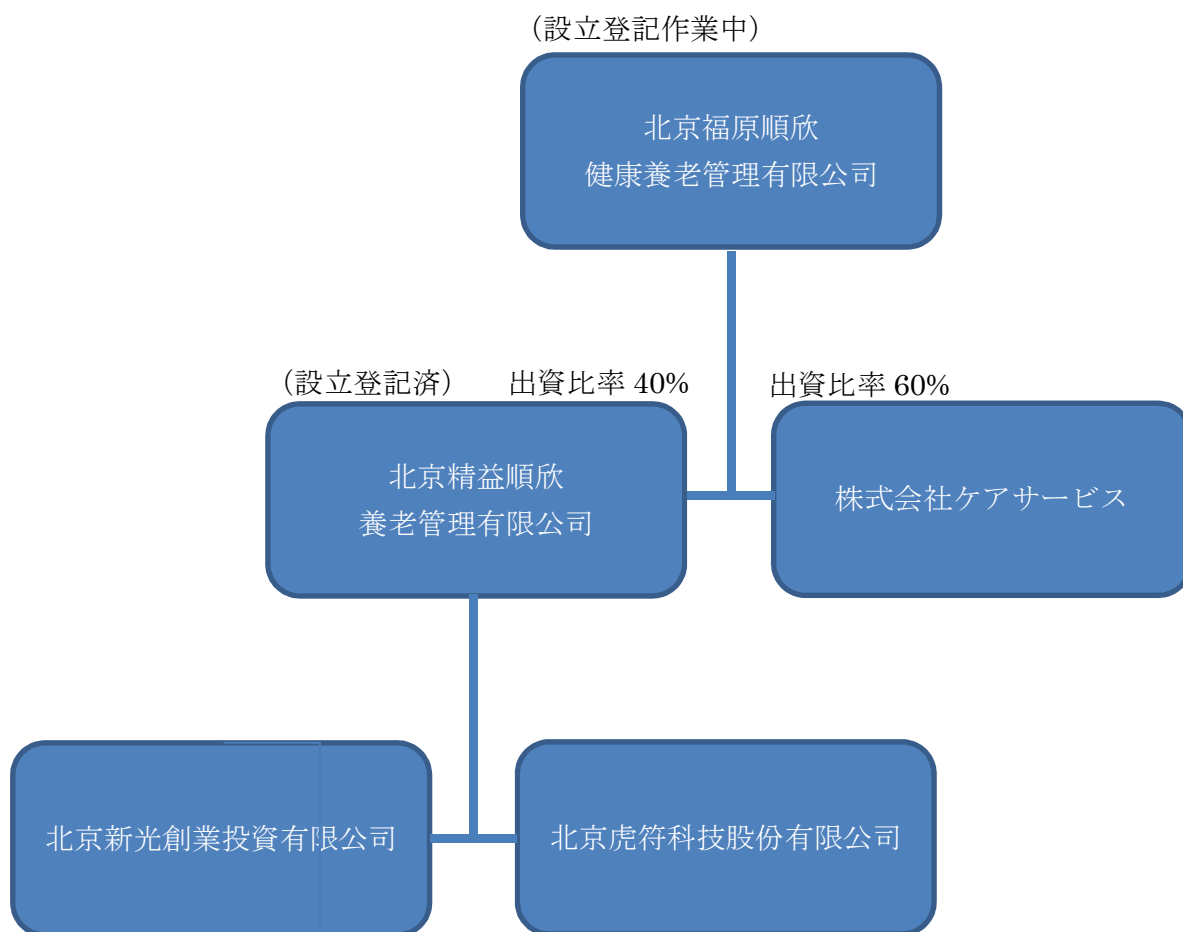 （設立登記作業中）
北京福原順欣
健康養老管理有限公司
（設立登記済）　　出資比率 40%
出資比率 60%
北京精益順欣
養老管理有限公司
株式会社ケアサービス
北京新光創業投資有限公司
北京虎符科技股份有限公司